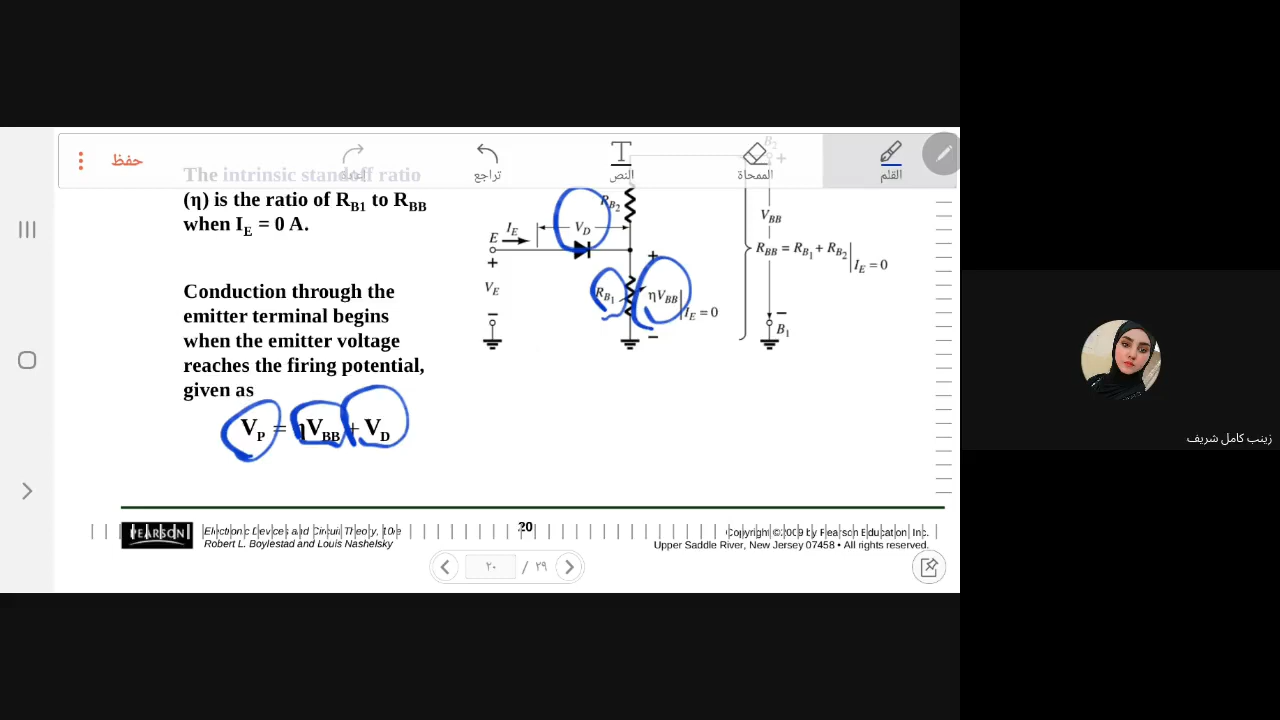 حفظ
إعادة
تراجع
النص
الممحاة
القلم
The intrinsic standoff ratio
(η) is the ratio of RB1 to RBB
when IE = 0 A.
Conduction through the
emitter terminal begins
when the emitter voltage
reaches the firing potential,
given as
VP = ηVBB + VD
B2
+
RB2
VD
IE
E
+
VE
−
+
RB1
ηVBB|IE = 0
−
VBB
RBB = RB1 + RB2|IE = 0
−
B1
زينب كامل شريف
PEARSON
Electronic Devices and Circuit Theory, 10/e
Robert L. Boylestad and Louis Nashelsky
20
Copyright ©2009 by Pearson Education, Inc.
Upper Saddle River, New Jersey 07458 • All rights reserved.
٢٠ / ٢٩